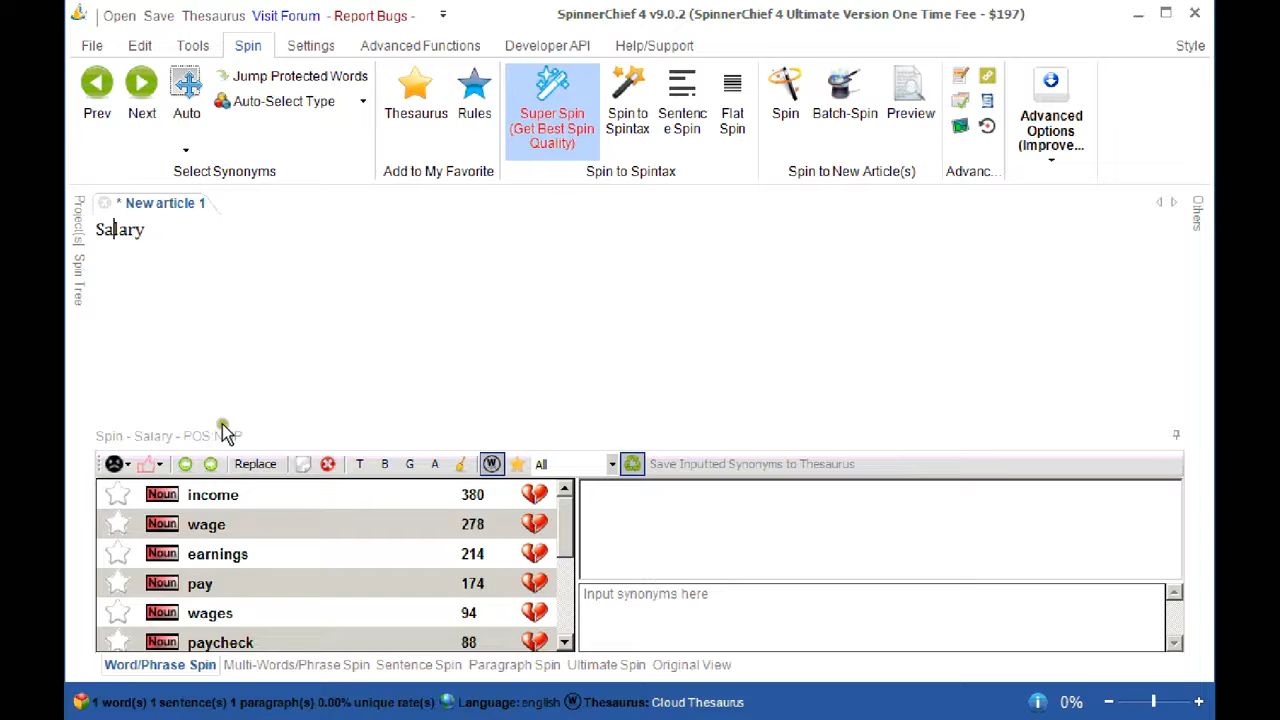 Open Save Thesaurus Visit Forum - Report Bugs - SpinnerChief 4 v9.0.2 (SpinnerChief 4 Ultimate Version One Time Fee - $197)
File Edit Tools Spin Settings Advanced Functions Developer API Help/Support Style
Jump Protected Words
Auto-Select Type
Prev Next Auto Thesaurus Rules Super Spin (Get Best Spin Quality) Spin to Spintax Sentenc e Spin Flat Spin Spin Batch-Spin Preview Advanced Options (Improve...
Select Synonyms Add to My Favorite Spin to Spintax Spin to New Article(s) Advanc...
Project(s) Spin Tree
* New article 1
Others
Salary
Spin - Salary - POS
Replace T B G A W All Save Inputted Synonyms to Thesaurus
Noun income 380
Noun wage 278
Noun earnings 214
Noun pay 174
Noun wages 94
Noun paycheck 88
Input synonyms here
Word/Phrase Spin Multi-Words/Phrase Spin Sentence Spin Paragraph Spin Ultimate Spin Original View
1 word(s) 1 sentence(s) 1 paragraph(s) 0.00% unique rate(s) Language: english W Thesaurus: Cloud Thesaurus 0%